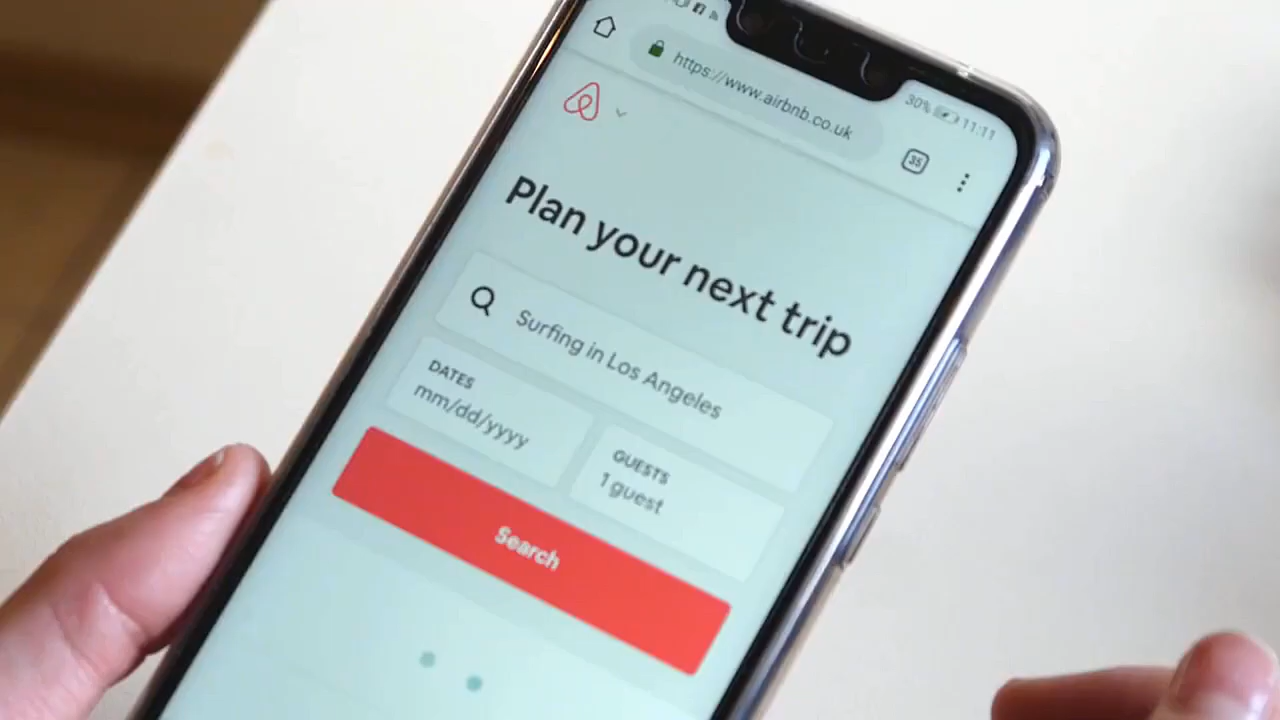 30% 11:11
https://www.airbnb.co.uk
35
Plan your next trip
Surfing in Los Angeles
DATES
mm/dd/yyyy
GUESTS
1 guest
Search